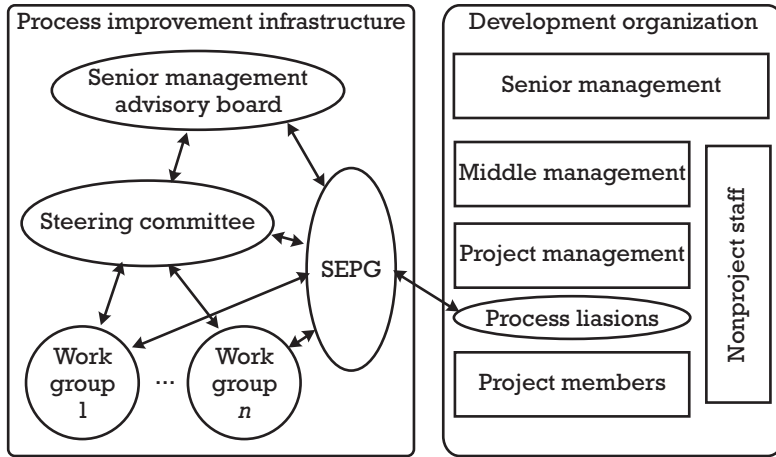 Process improvement infrastructure
Senior management
advisory board
Steering committee
SEPG
Work
group
1
...
Work
group
n
Development organization
Senior management
Middle management
Project management
Process liasions
Project members
Nonproject staff